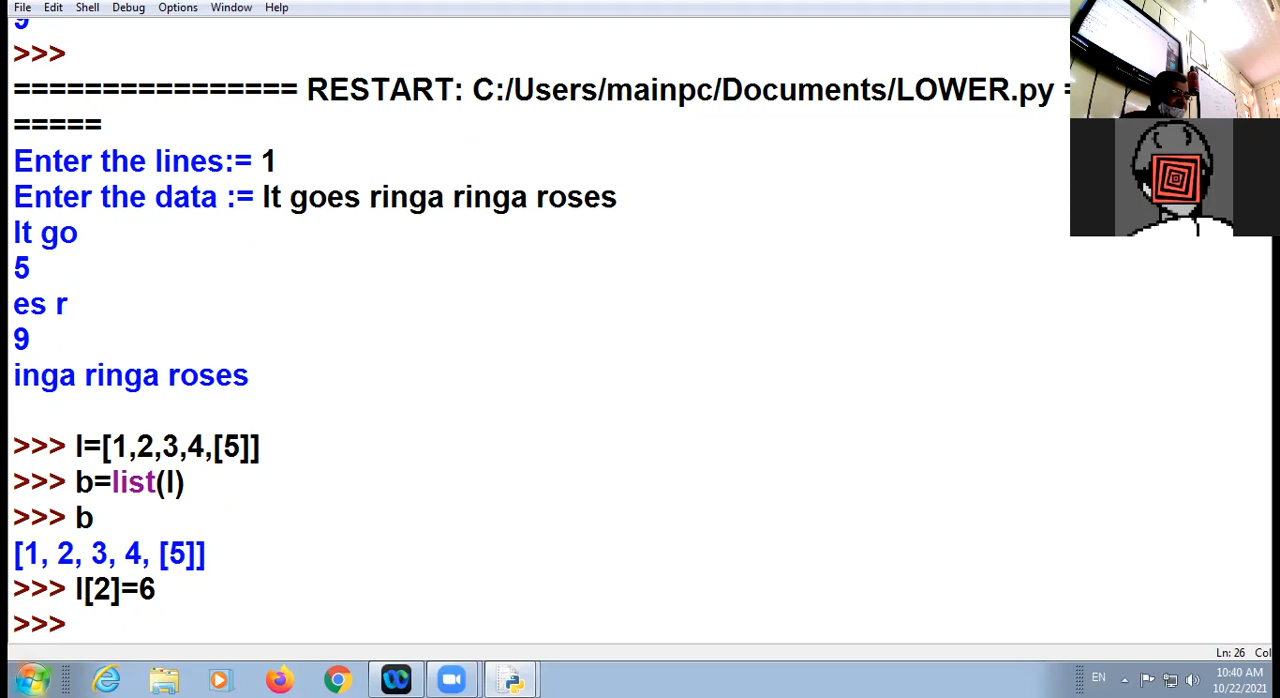 File Edit Shell Debug Options Window Help
9
>>>
================ RESTART: C:/Users/mainpc/Documents/LOWER.py =
=====
Enter the lines:= 1
Enter the data := It goes ringa ringa roses
It go
5
es r
9
inga ringa roses
>>> l=[1,2,3,4,[5]]
>>> b=list(l)
>>> b
[1, 2, 3, 4, [5]]
>>> l[2]=6
>>>
Ln: 26 Col
EN
10:40 AM
10/22/2021